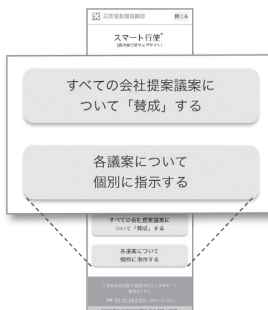 三井住友信託銀行
閉じる
スマート行使®
すべての会社提案議案に
ついて「賛成」する
各議案について
個別に指示する
すべての会社提案議案に
ついて「賛成」する
各議案について
個別に指示する